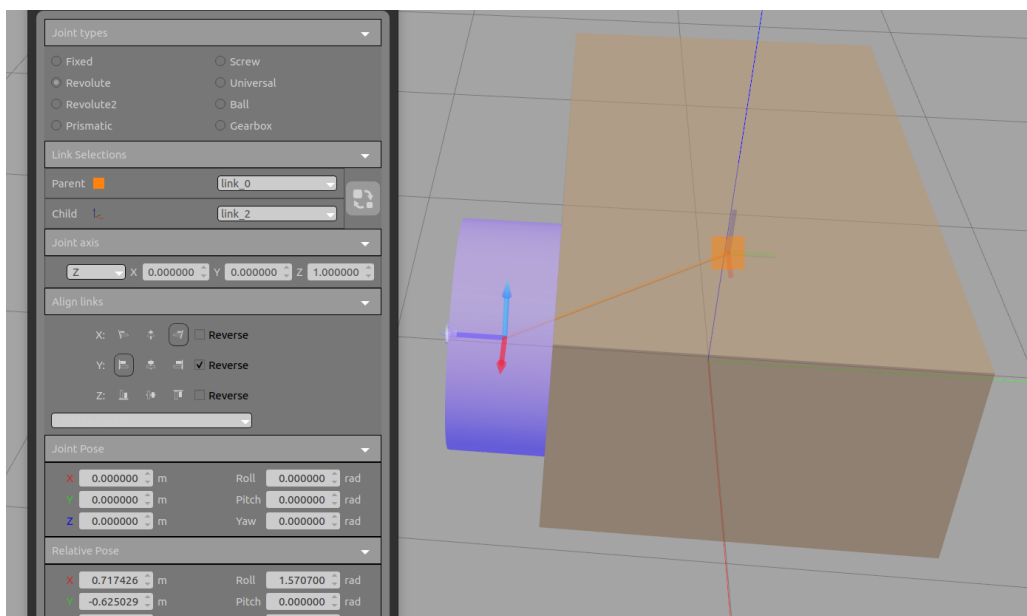 Joint types
Fixed Screw
Revolute Universal
Revolute2 Ball
Prismatic Gearbox
Link Selections
Parent link_0
Child link_2
Joint axis
Z X 0.000000 Y 0.000000 Z 1.000000
Align links
X: Reverse
Y: Reverse
Z: Reverse
Joint Pose
X 0.000000 m Roll 0.000000 rad
Y 0.000000 m Pitch 0.000000 rad
Z 0.000000 m Yaw 0.000000 rad
Relative Pose
X 0.717426 m Roll 1.570700 rad
Y -0.625029 m Pitch 0.000000 rad